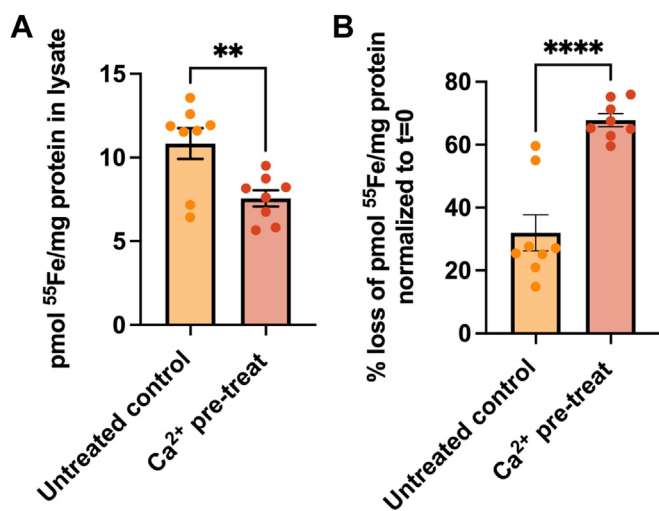 A
pmol ⁵⁵Fe/mg protein in lysate
15
10
5
0
**
Untreated control
Ca²⁺ pre-treat
B
% loss of pmol ⁵⁵Fe/mg protein
normalized to t=0
80
60
40
20
0
****
Untreated control
Ca²⁺ pre-treat